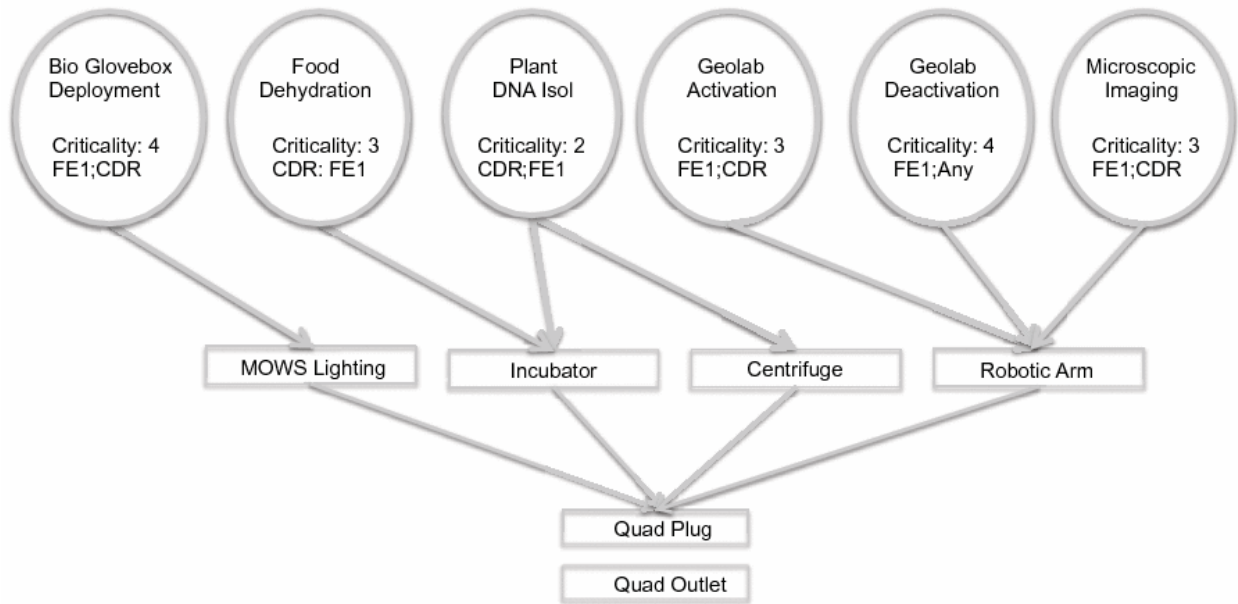 Bio Glovebox
Deployment
Criticality: 4
FE1;CDR
Food
Dehydration
Criticality: 3
CDR: FE1
Plant
DNA Isol
Criticality: 2
CDR;FE1
Geolab
Activation
Criticality: 3
FE1;CDR
Geolab
Deactivation
Criticality: 4
FE1;Any
Microscopic
Imaging
Criticality: 3
FE1;CDR
MOWS Lighting
Incubator
Centrifuge
Robotic Arm
Quad Plug
Quad Outlet